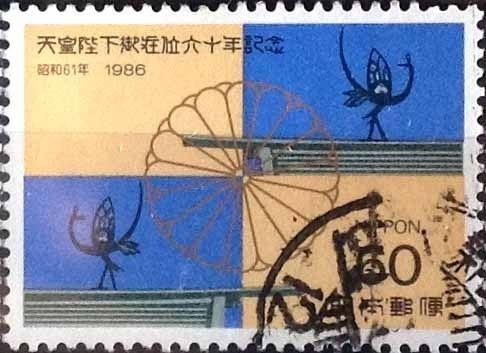 天皇陛下御在位六十年記念
昭和61年 1986
NIPPON
60
日本郵便